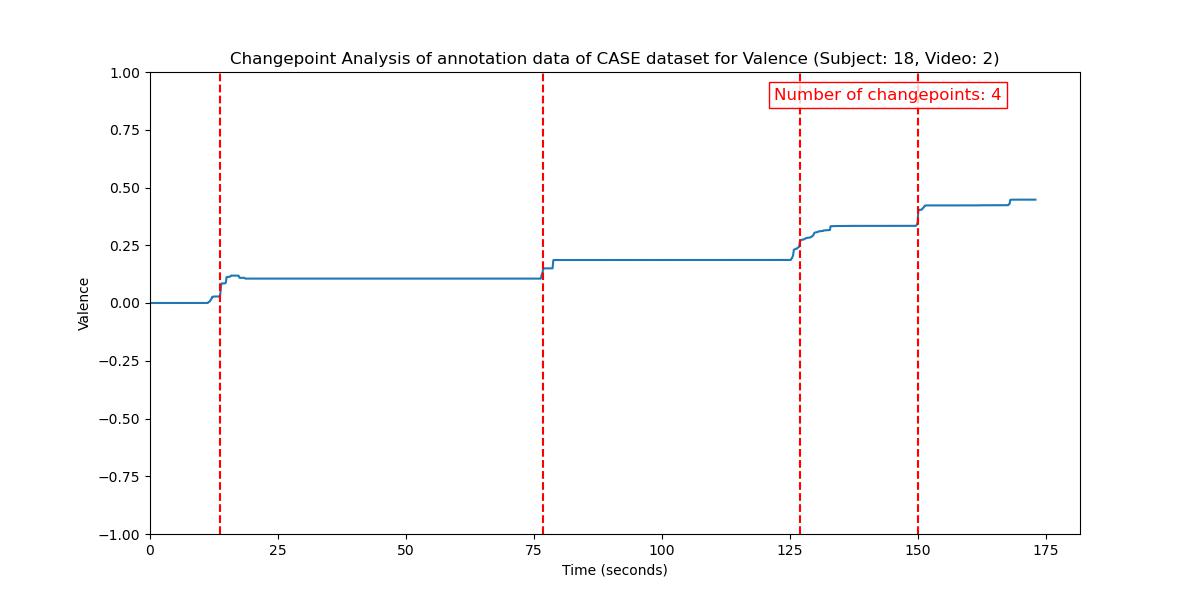 Changepoint Analysis of annotation data of CASE dataset for Valence (Subject: 18, Video: 2)
Number of changepoints: 4
1.00
0.75
0.50
0.25
0.00
−0.25
−0.50
−0.75
−1.00
Valence
0 25 50 75 100 125 150 175
Time (seconds)